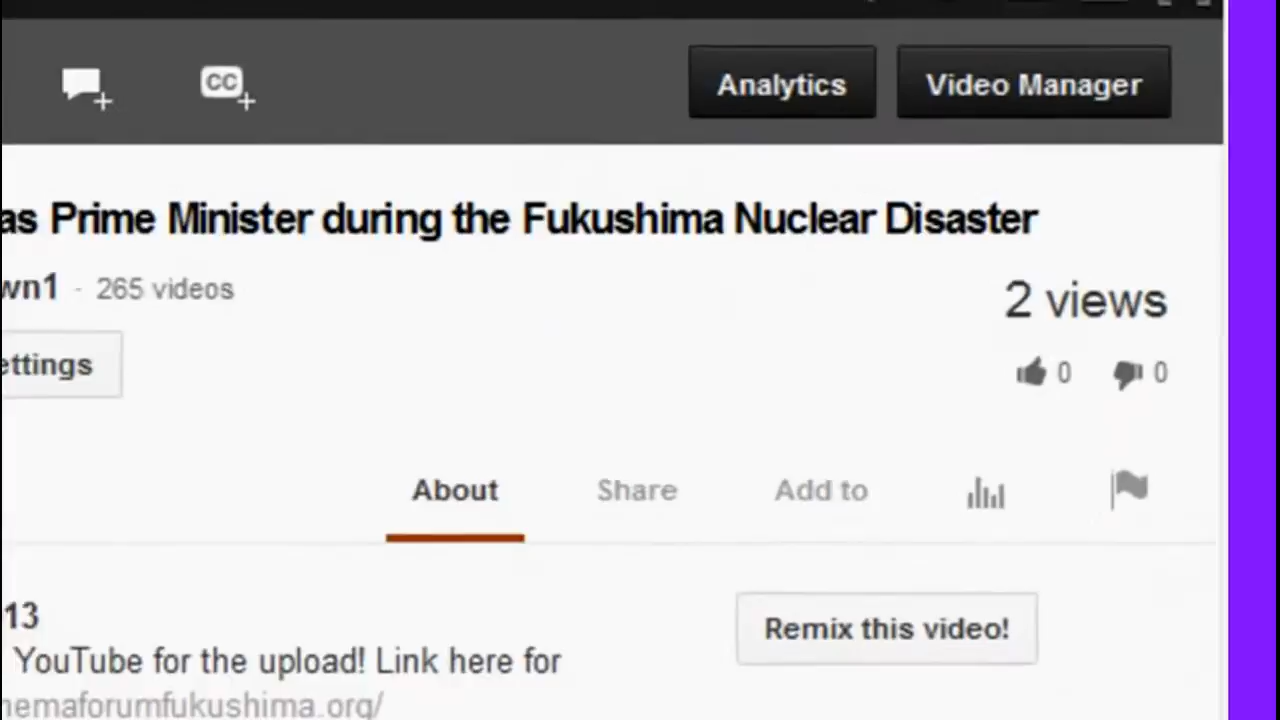 CC
Analytics
Video Manager
as Prime Minister during the Fukushima Nuclear Disaster
wn1 · 265 videos
2 views
ettings
0 0
About Share Add to
13
Remix this video!
YouTube for the upload! Link here for
nemaforumfukushima.org/